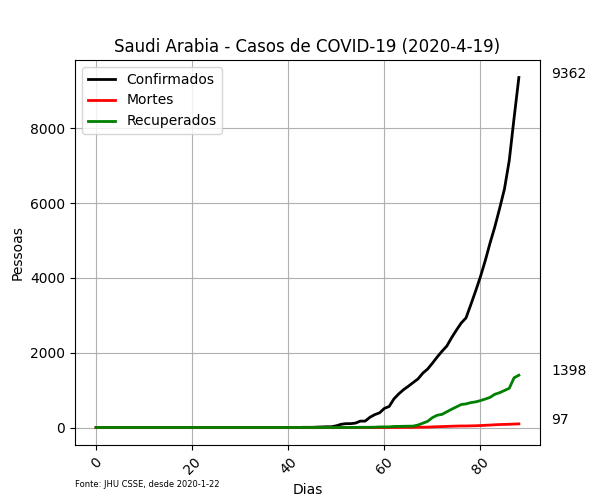 Saudi Arabia - Casos de COVID-19 (2020-4-19)
Confirmados
Mortes
Recuperados
9362
1398
97
8000
6000
4000
2000
0
Pessoas
0 20 40 60 80
Dias
Fonte: JHU CSSE, desde 2020-1-22